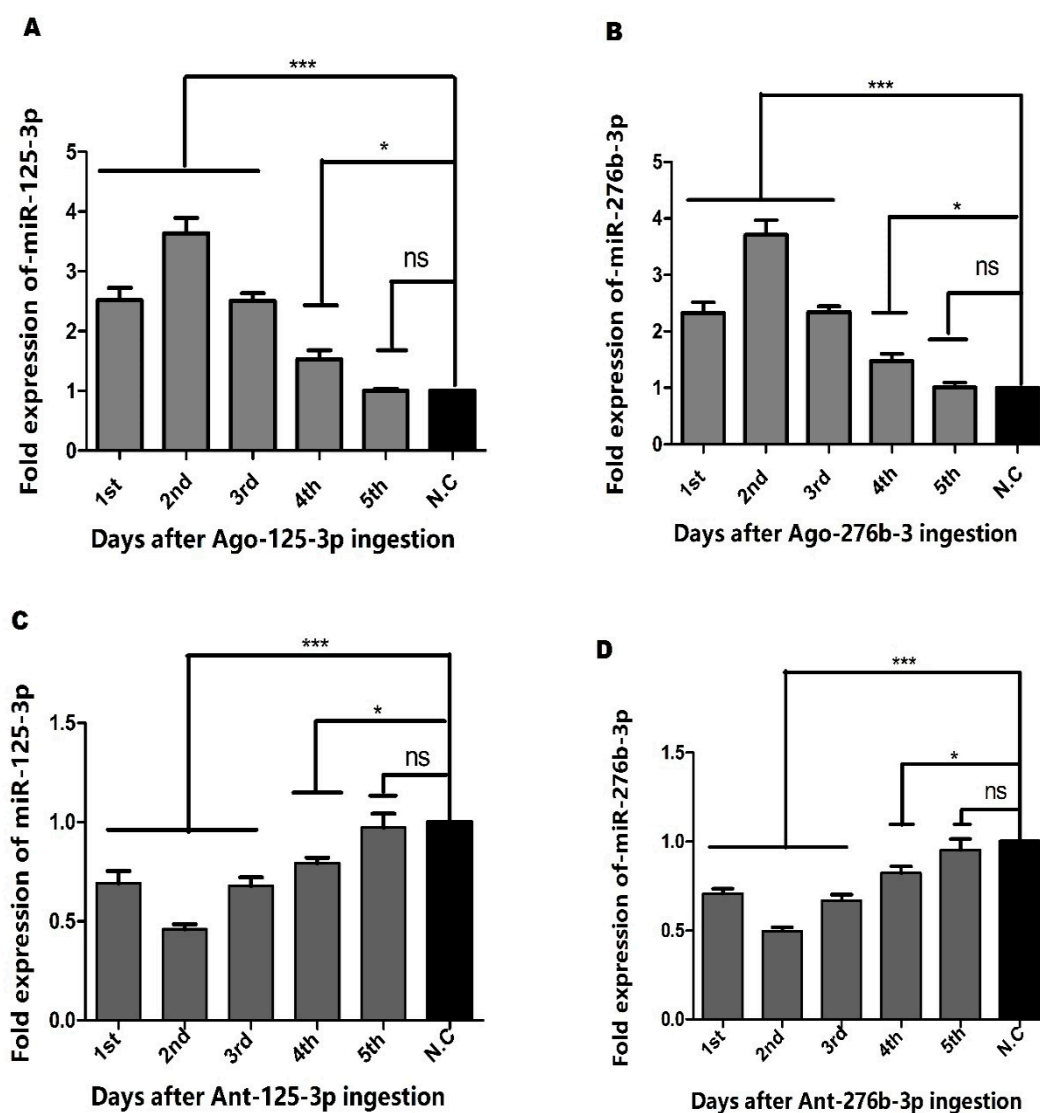 A
***
*
ns
Fold expression of-miR-125-3p
5
4
3
2
1
0
1st
2nd
3rd
4th
5th
N.C
Days after Ago-125-3p ingestion
B
***
*
ns
Fold expression of-miR-276b-3p
5
4
3
2
1
0
1st
2nd
3rd
4th
5th
N.C
Days after Ago-276b-3 ingestion
C
***
*
ns
Fold expression of miR-125-3p
1.5
1.0
0.5
0.0
1st
2nd
3rd
4th
5th
N.C
Days after Ant-125-3p ingestion
D
***
*
ns
Fold expression of-miR-276b-3p
1.5
1.0
0.5
0.0
1st
2nd
3rd
4th
5th
N.C
Days after Ant-276b-3p ingestion